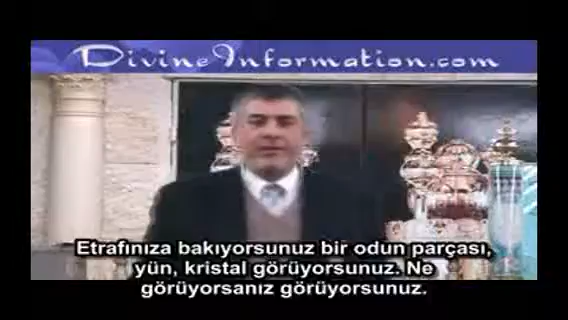 DivineInformation.com
Etrafınıza bakıyorsunuz bir odun parçası,
yün, kristal görüyorsunuz. Ne
görüyorsanız görüyorsunuz.